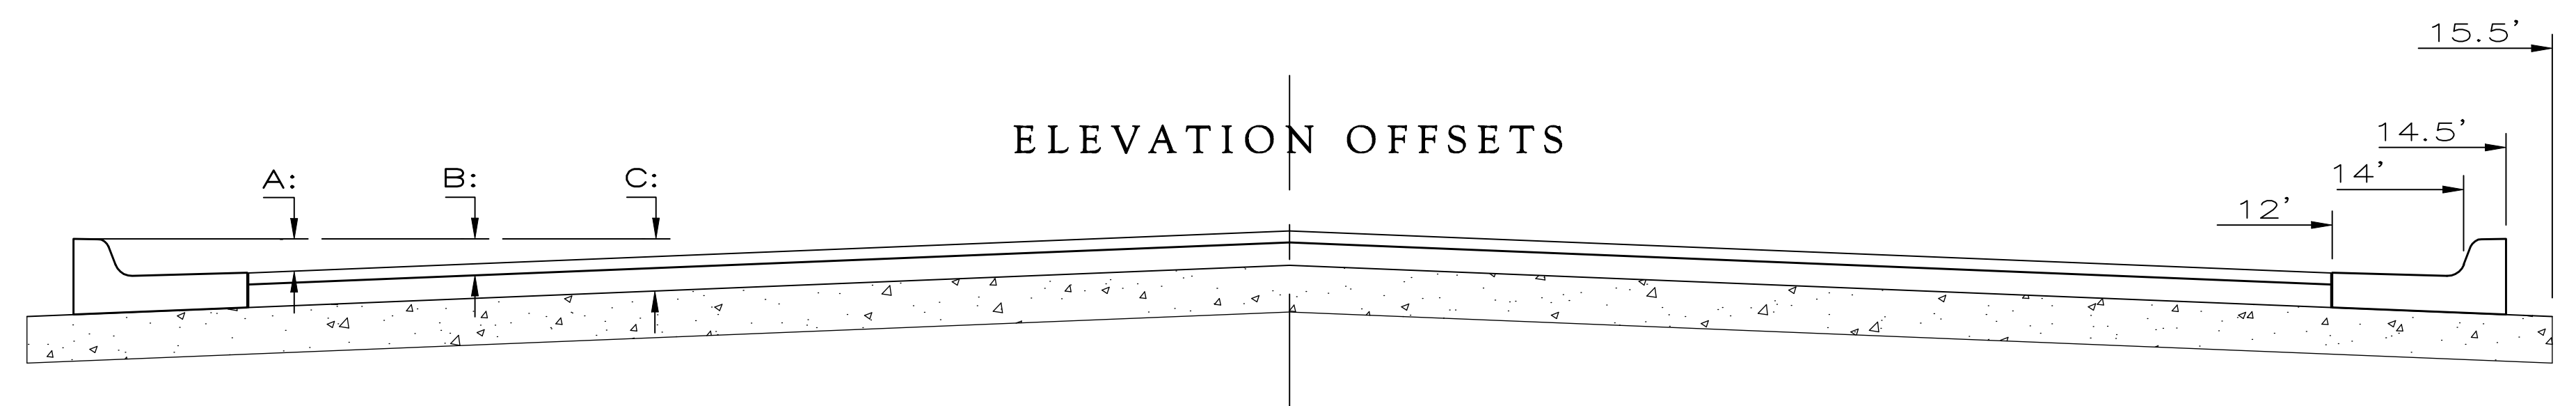 15.5'
ELEVATION OFFSETS
14.5'
A: B: C:
14'
12'